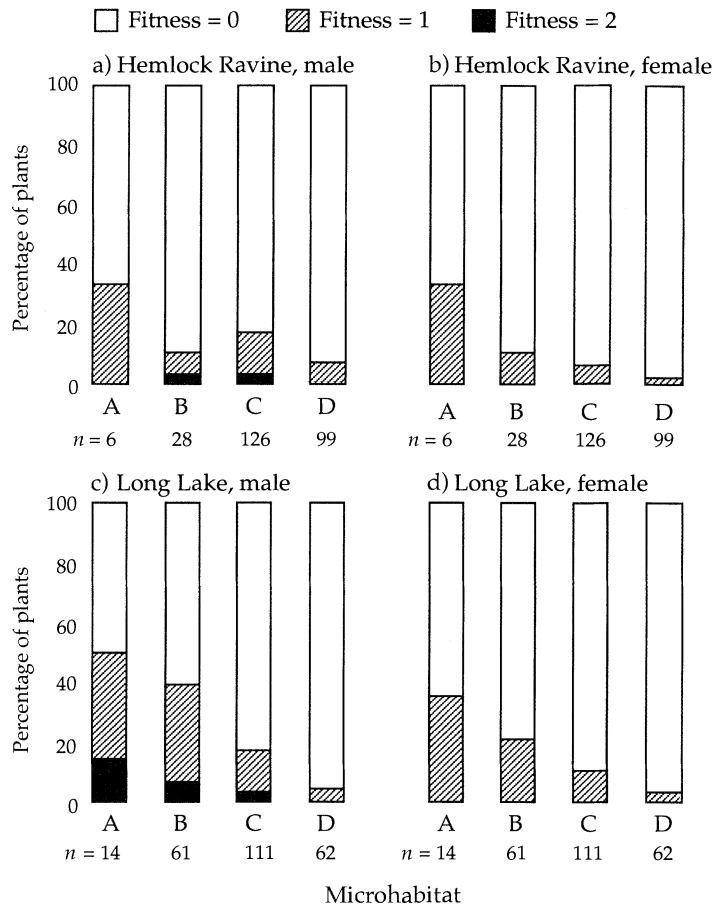 Fitness = 0 Fitness = 1 Fitness = 2
a) Hemlock Ravine, male b) Hemlock Ravine, female
Percentage of plants
100
80
60
40
20
0
A B C D A B C D
n = 6 28 126 99 n = 6 28 126 99
c) Long Lake, male d) Long Lake, female
Percentage of plants
100
80
60
40
20
0
A B C D A B C D
n = 14 61 111 62 n = 14 61 111 62
Microhabitat